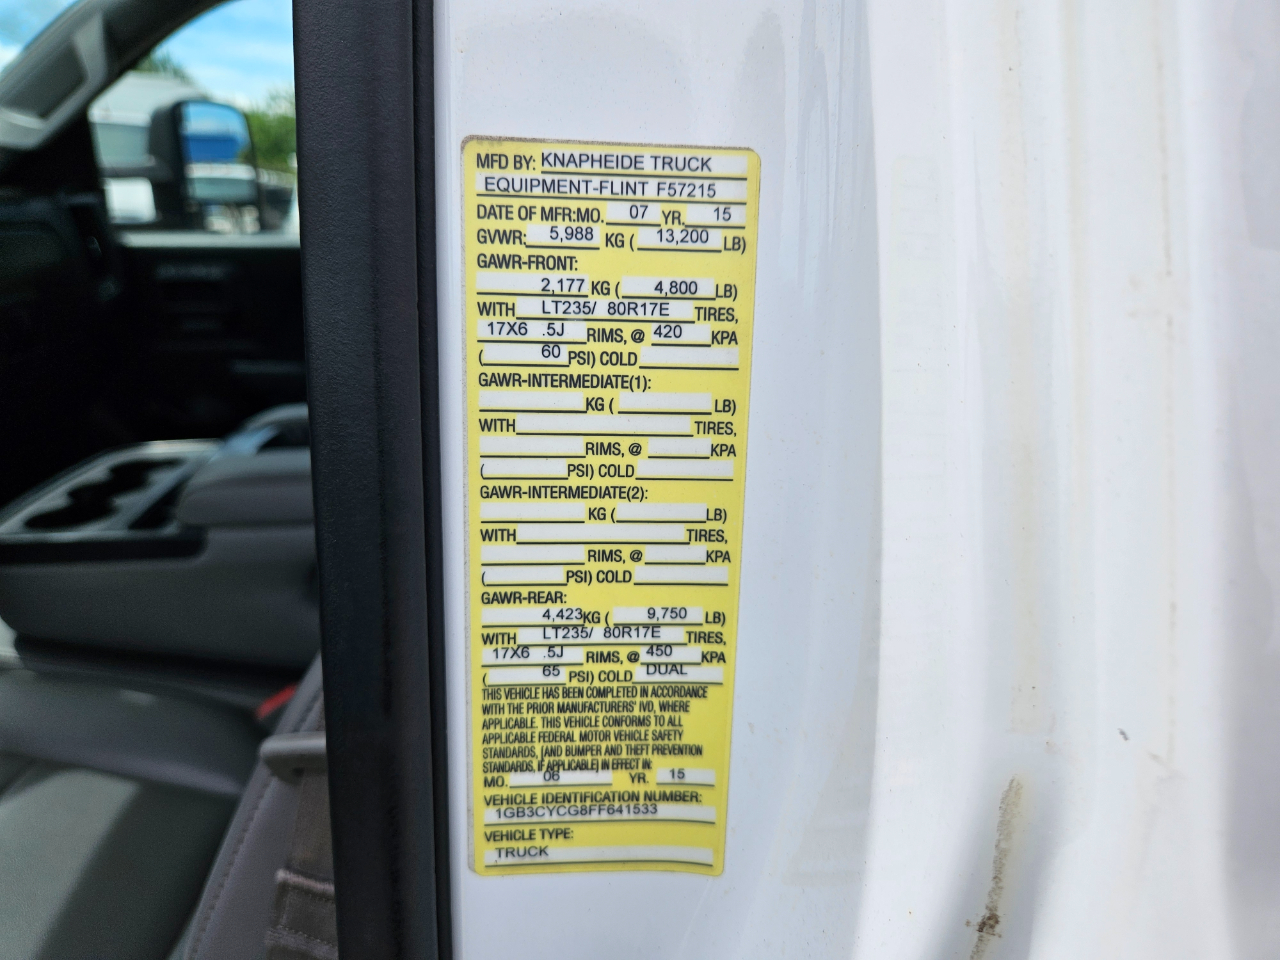 MFD BY: KNAPHEIDE TRUCK
EQUIPMENT-FLINT F57215
DATE OF MFR:MO. 07 YR. 15
GVWR: 5,988 KG ( 13,200 LB)
GAWR-FRONT:
2,177 KG ( 4,800 LB)
WITH LT235/ 80R17E TIRES,
17X6 .5J RIMS, @ 420 KPA
( 60 PSI) COLD
GAWR-INTERMEDIATE(1):
KG ( LB)
WITH TIRES,
RIMS, @ KPA
( PSI) COLD
GAWR-INTERMEDIATE(2):
KG ( LB)
WITH TIRES,
RIMS, @ KPA
( PSI) COLD
GAWR-REAR:
4,423 KG ( 9,750 LB)
WITH LT235/ 80R17E TIRES,
17X6 .5J RIMS, @ 450 KPA
( 65 PSI) COLD DUAL
THIS VEHICLE HAS BEEN COMPLETED IN ACCORDANCE
WITH THE PRIOR MANUFACTURERS' IVD, WHERE
APPLICABLE. THIS VEHICLE CONFORMS TO ALL
APPLICABLE FEDERAL MOTOR VEHICLE SAFETY
STANDARDS, [AND BUMPER AND THEFT PREVENTION
STANDARDS, IF APPLICABLE] IN EFFECT IN:
MO. 06 YR. 15
VEHICLE IDENTIFICATION NUMBER:
1GB3CYCG8FF641533
VEHICLE TYPE:
TRUCK